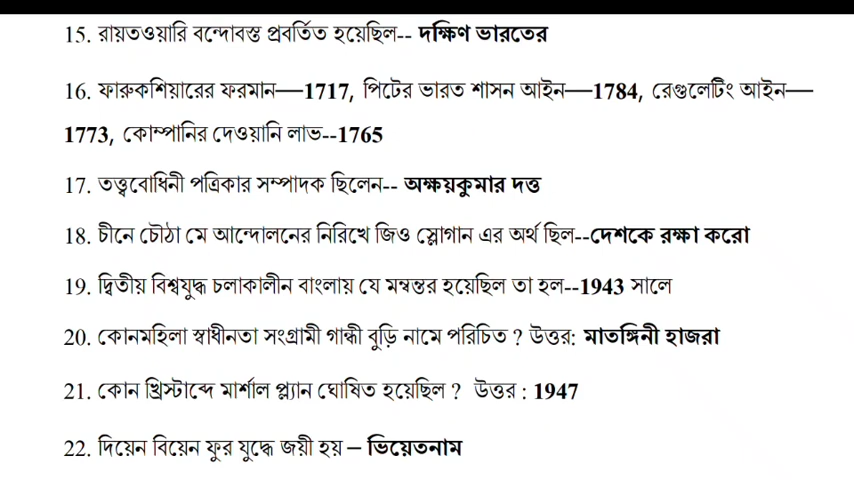 15. রায়তওয়ারি বন্দোবস্ত প্রবর্তিত হয়েছিল-- দক্ষিণ ভারতের
16. ফারুকশিয়ারের ফরমান—1717, পিটের ভারত শাসন আইন—1784, রেগুলেটিং আইন—
1773, কোম্পানির দেওয়ানি লাভ--1765
17. তত্ত্ববোধিনী পত্রিকার সম্পাদক ছিলেন-- অক্ষয়কুমার দত্ত
18. চীনে চৌঠা মে আন্দোলনের নিরিখে জিও স্লোগান এর অর্থ ছিল--দেশকে রক্ষা করো
19. দ্বিতীয় বিশ্বযুদ্ধ চলাকালীন বাংলায় যে মন্বন্তর হয়েছিল তা হল--1943 সালে
20. কোনমহিলা স্বাধীনতা সংগ্রামী গান্ধী বুড়ি নামে পরিচিত ? উত্তর: মাতঙ্গিনী হাজরা
21. কোন খ্রিস্টাব্দে মার্শাল প্ল্যান ঘোষিত হয়েছিল ? উত্তর : 1947
22. দিয়েন বিয়েন ফুর যুদ্ধে জয়ী হয় – ভিয়েতনাম